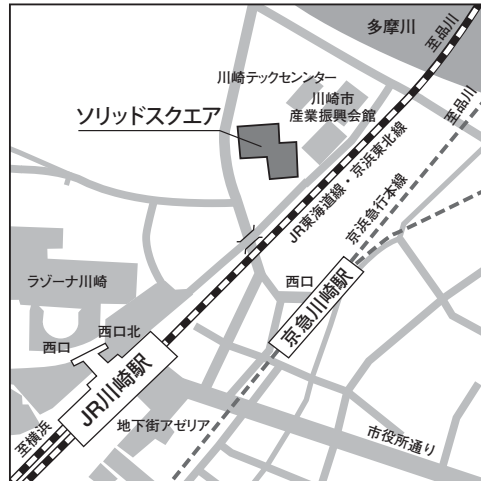 多摩川
至品川
川崎テックセンンター
川崎市
産業振興会館
至品川
ソリッドスクエア
JR東海道線・京浜東北線
京浜急行本線
ラゾーナ川崎
西口
京急川崎駅
西口北
西口
JR川崎駅
地下街アゼリア
市役所通り
至横浜